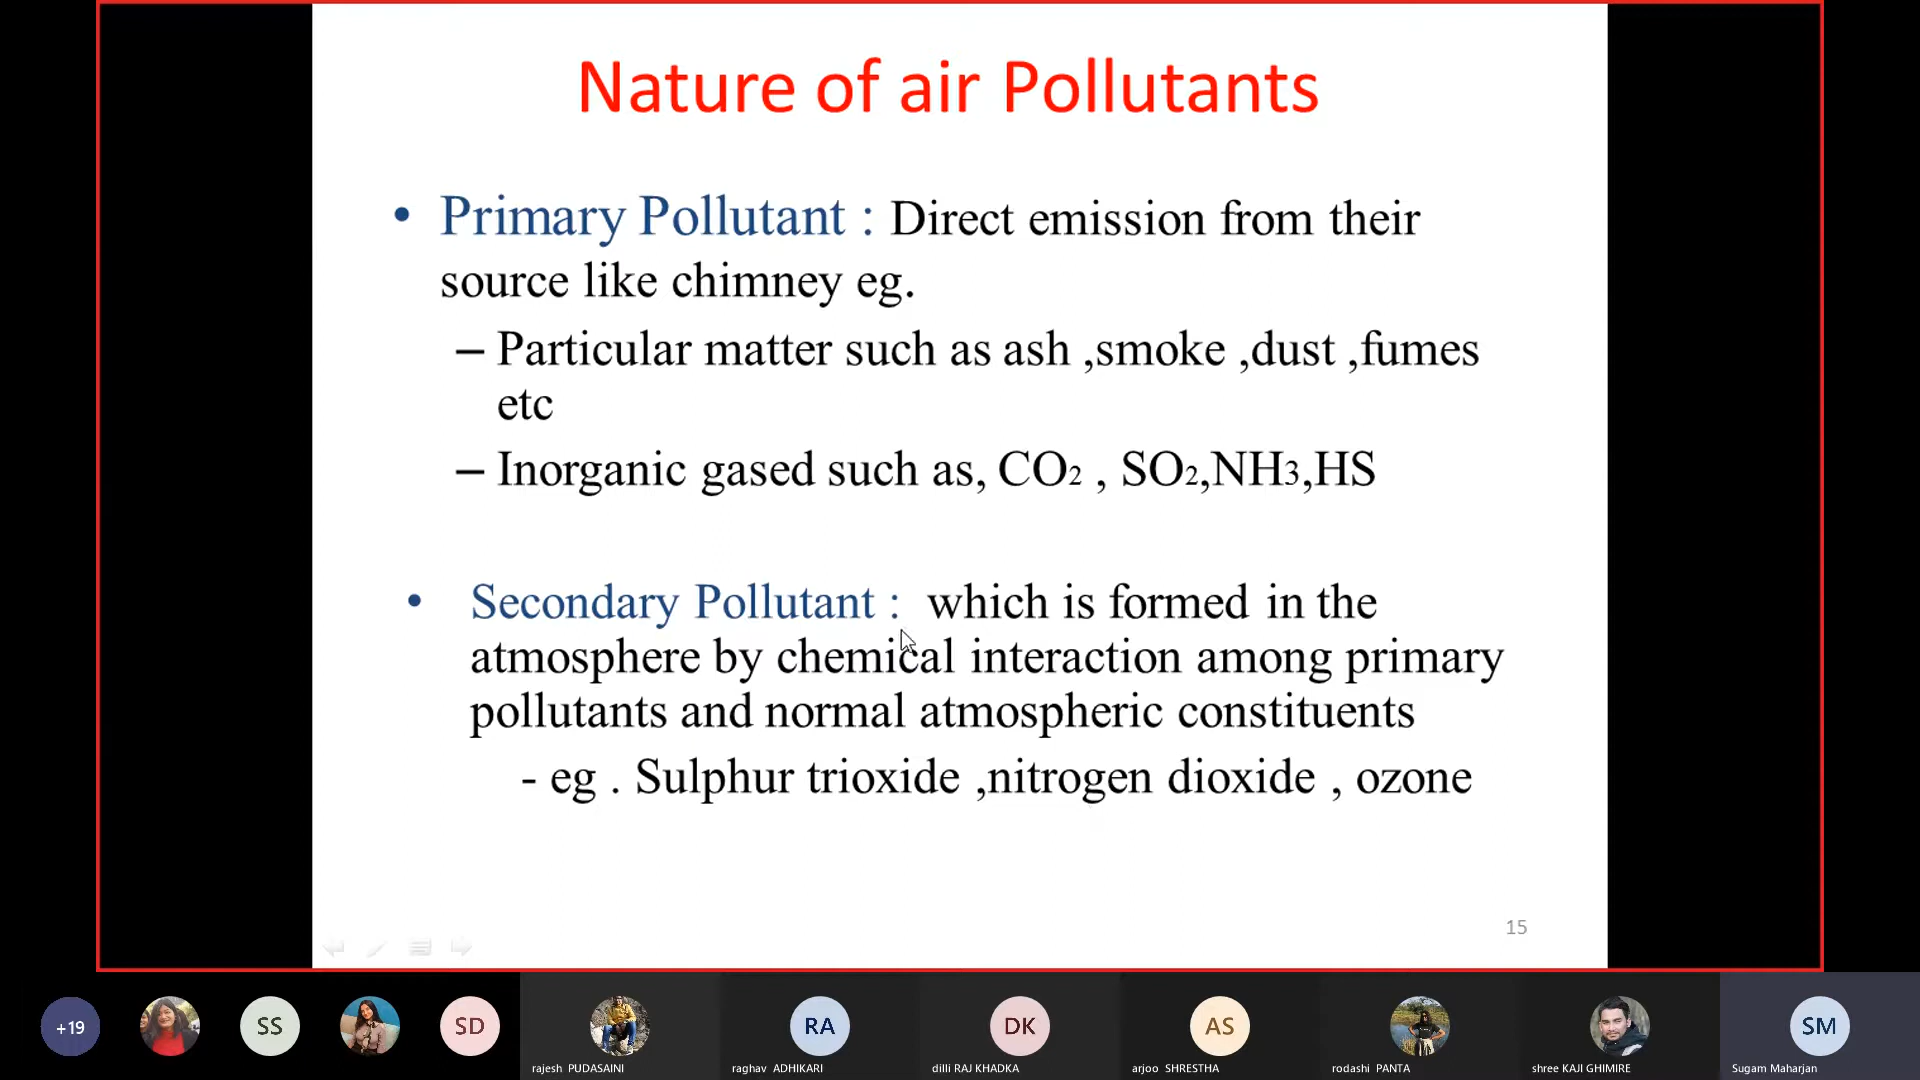 Nature of air Pollutants
• Primary Pollutant : Direct emission from their
source like chimney eg.
– Particular matter such as ash ,smoke ,dust ,fumes
etc
– Inorganic gased such as, CO₂ , SO₂,NH₃,HS
• Secondary Pollutant : which is formed in the
atmosphere by chemical interaction among primary
pollutants and normal atmospheric constituents
- eg . Sulphur trioxide ,nitrogen dioxide , ozone
15
+19
SS
SD
RA
DK
AS
SM
rajesh PUDASAINI
raghav ADHIKARI
dilli RAJ KHADKA
arjoo SHRESTHA
rodashi PANTA
shree KAJI GHIMIRE
Sugam Maharjan